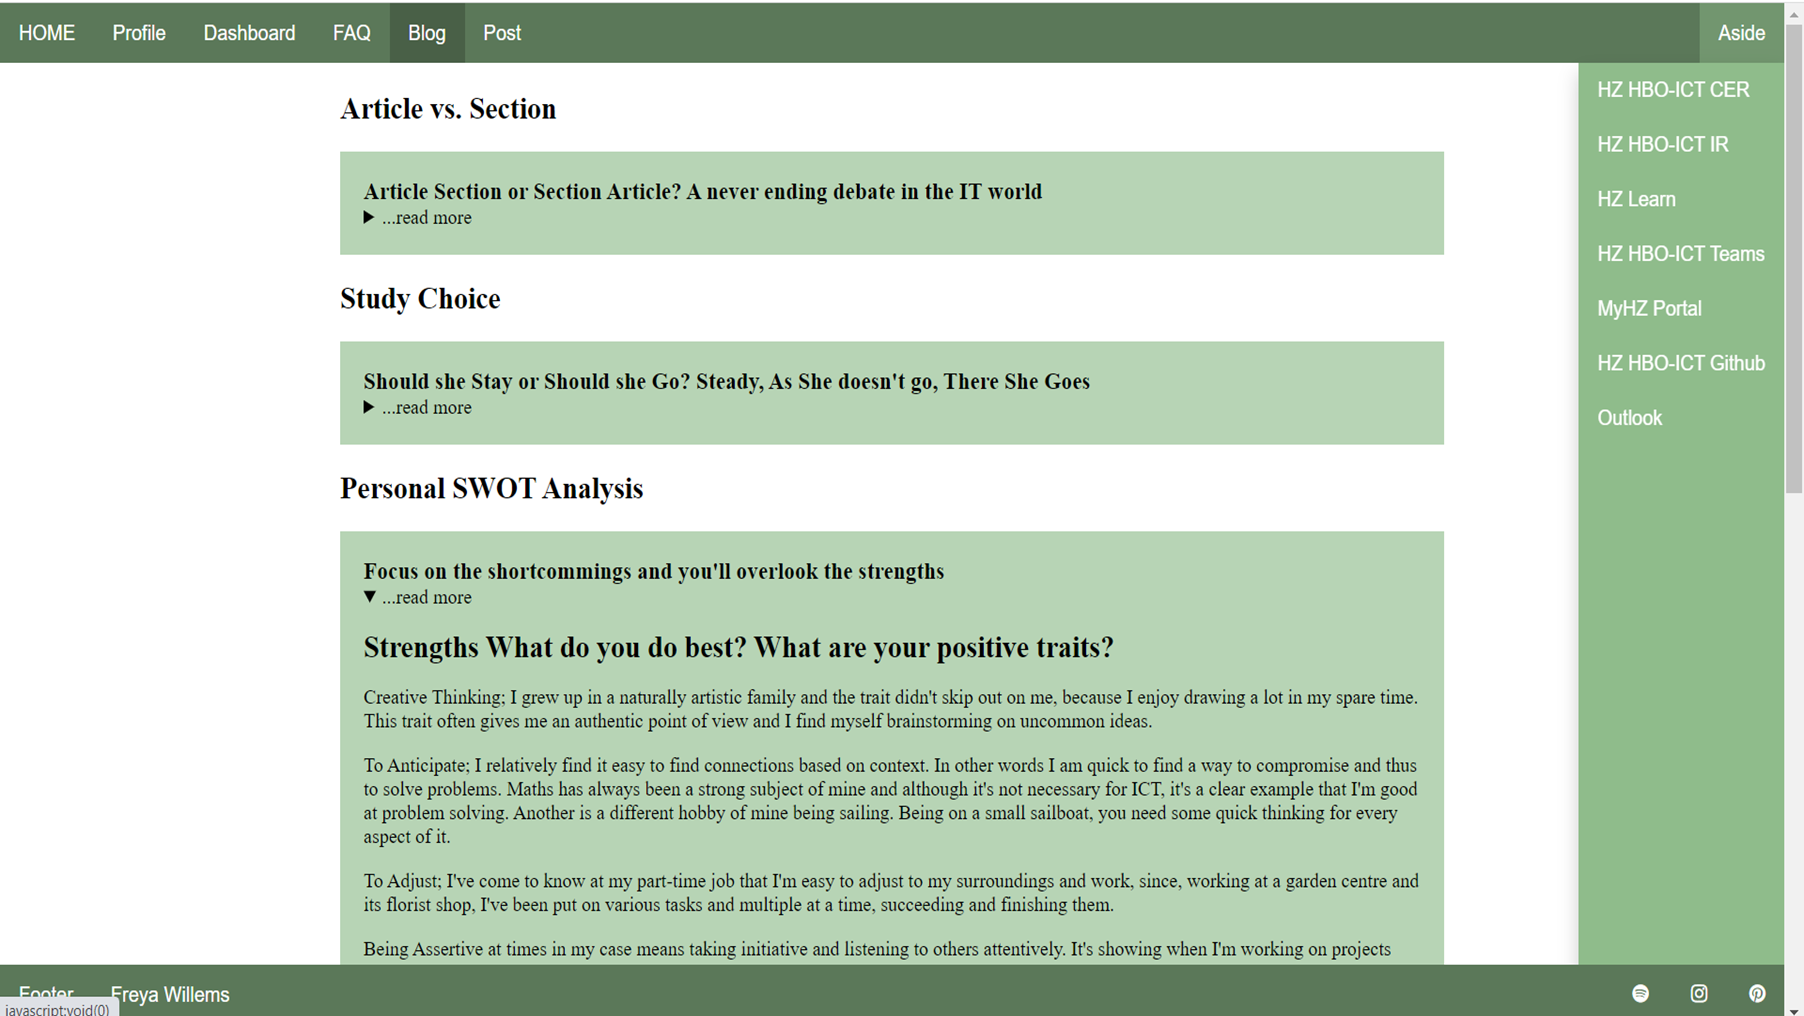 HOME Profile Dashboard FAQ Blog Post Aside
HZ HBO-ICT CER
HZ HBO-ICT IR
HZ Learn
HZ HBO-ICT Teams
MyHZ Portal
HZ HBO-ICT Github
Outlook
Article vs. Section
Article Section or Section Article? A never ending debate in the IT world
...read more
Study Choice
Should she Stay or Should she Go? Steady, As She doesn't go, There She Goes
...read more
Personal SWOT Analysis
Focus on the shortcommings and you'll overlook the strengths
...read more
Strengths What do you do best? What are your positive traits?
Creative Thinking; I grew up in a naturally artistic family and the trait didn't skip out on me, because I enjoy drawing a lot in my spare time.
This trait often gives me an authentic point of view and I find myself brainstorming on uncommon ideas.
To Anticipate; I relatively find it easy to find connections based on context. In other words I am quick to find a way to compromise and thus
to solve problems. Maths has always been a strong subject of mine and although it's not necessary for ICT, it's a clear example that I'm good
at problem solving. Another is a different hobby of mine being sailing. Being on a small sailboat, you need some quick thinking for every
aspect of it.
To Adjust; I've come to know at my part-time job that I'm easy to adjust to my surroundings and work, since, working at a garden centre and
its florist shop, I've been put on various tasks and multiple at a time, succeeding and finishing them.
Being Assertive at times in my case means taking initiative and listening to others attentively. It's showing when I'm working on projects
Footer Freya Willems
javascript:void(0)